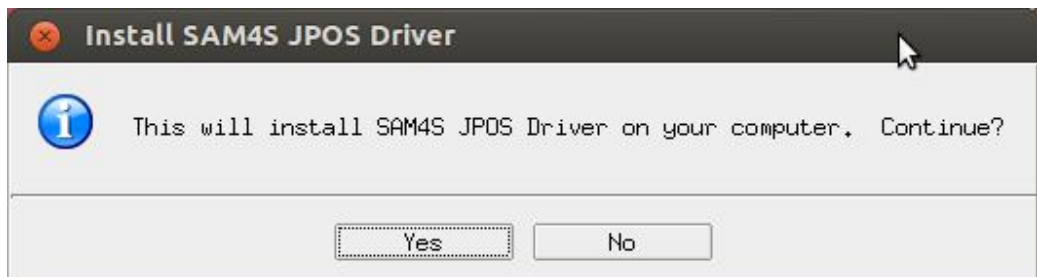 Install SAM4S JPOS Driver
This will install SAM4S JPOS Driver on your computer.  Continue?
Yes
No